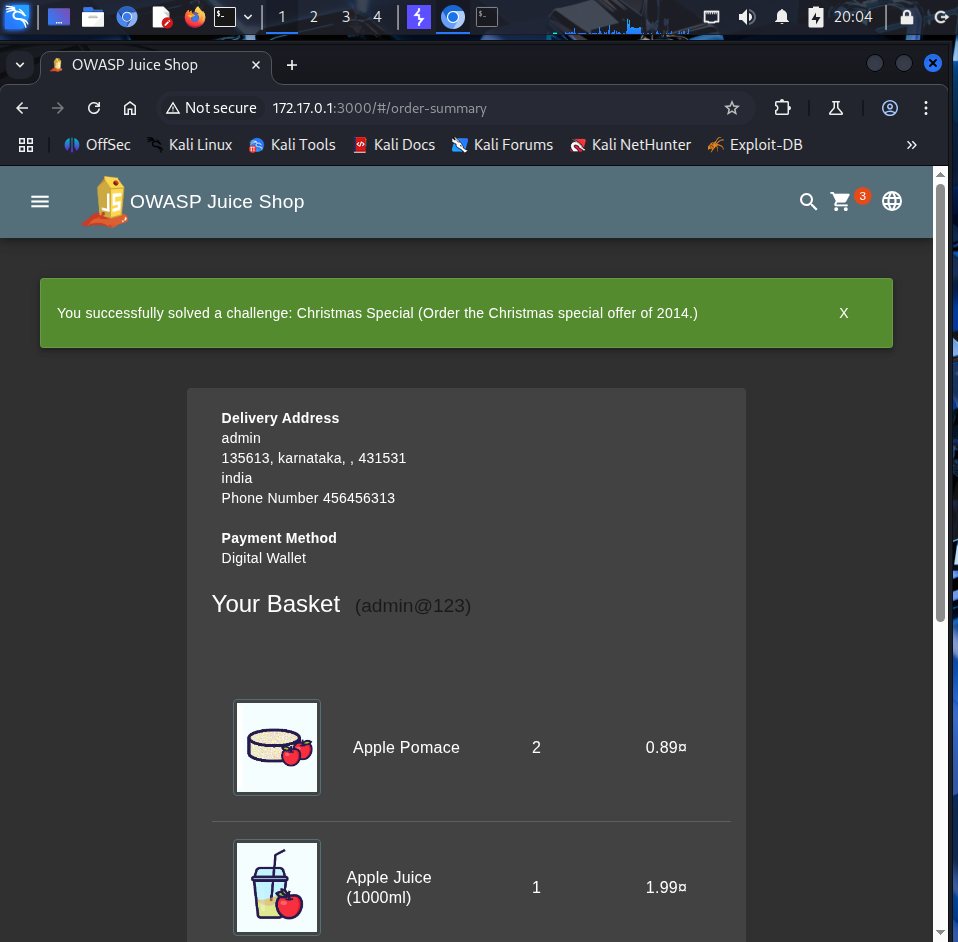 1 2 3 4 20:04
OWASP Juice Shop
Not secure 172.17.0.1:3000/#/order-summary
OffSec Kali Linux Kali Tools Kali Docs Kali Forums Kali NetHunter Exploit-DB »
OWASP Juice Shop 3
You successfully solved a challenge: Christmas Special (Order the Christmas special offer of 2014.) X
Delivery Address
admin
135613, karnataka, , 431531
india
Phone Number 456456313
Payment Method
Digital Wallet
Your Basket (admin@123)
Apple Pomace 2 0.89¤
Apple Juice
(1000ml) 1 1.99¤